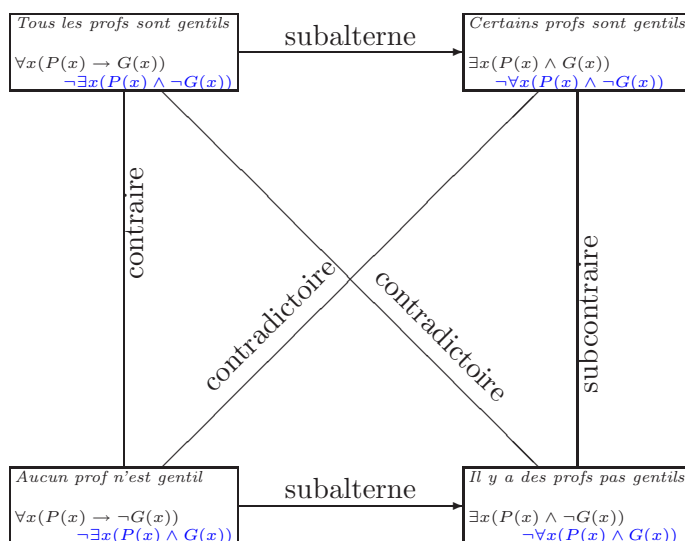 Tous les profs sont gentils
∀x(P(x) → G(x))
¬∃x(P(x) ∧ ¬G(x))
subalterne
Certains profs sont gentils
∃x(P(x) ∧ G(x))
¬∀x(P(x) ∧ ¬G(x))
contraire
contradictoire
contradictoire
subcontraire
Aucun prof n'est gentil
∀x(P(x) → ¬G(x))
¬∃x(P(x) ∧ G(x))
subalterne
Il y a des profs pas gentils
∃x(P(x) ∧ ¬G(x))
¬∀x(P(x) ∧ G(x))